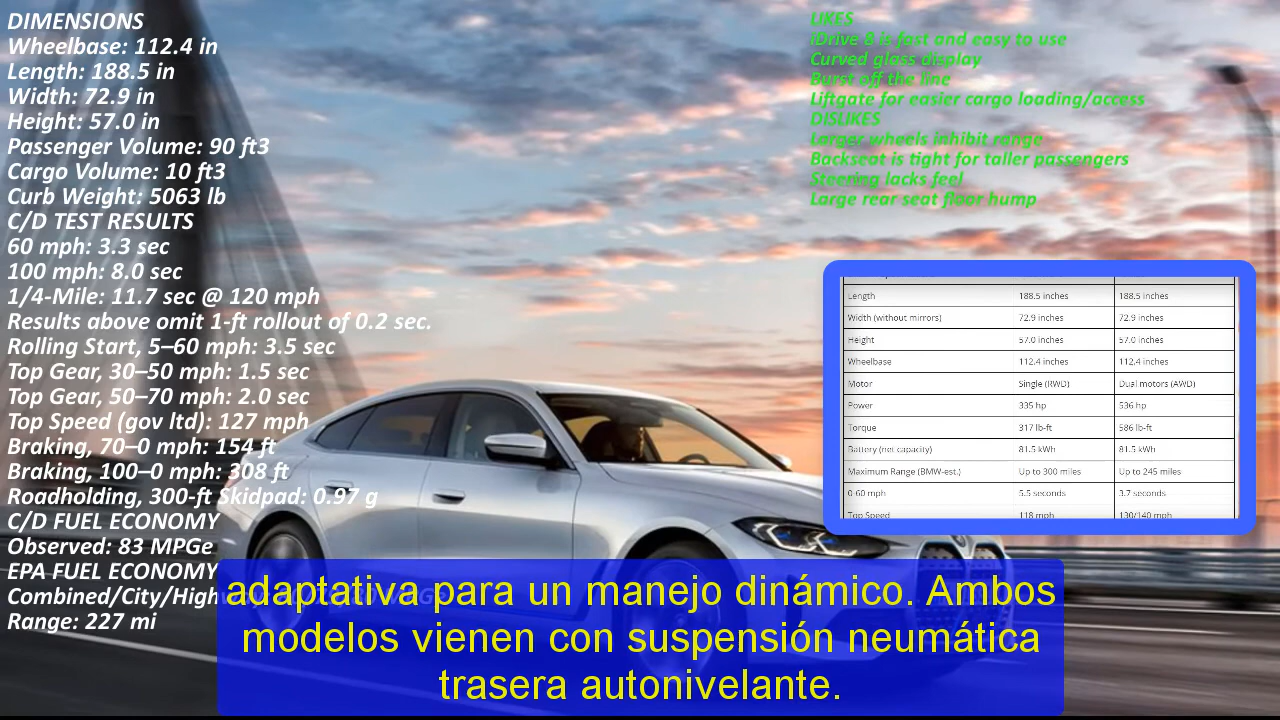 DIMENSIONS
Wheelbase: 112.4 in
Length: 188.5 in
Width: 72.9 in
Height: 57.0 in
Passenger Volume: 90 ft3
Cargo Volume: 10 ft3
Curb Weight: 5063 lb
C/D TEST RESULTS
60 mph: 3.3 sec
100 mph: 8.0 sec
1/4-Mile: 11.7 sec @ 120 mph
Results above omit 1-ft rollout of 0.2 sec.
Rolling Start, 5–60 mph: 3.5 sec
Top Gear, 30–50 mph: 1.5 sec
Top Gear, 50–70 mph: 2.0 sec
Top Speed (gov ltd): 127 mph
Braking, 70–0 mph: 154 ft
Braking, 100–0 mph: 308 ft
Roadholding, 300-ft Skidpad: 0.97 g
C/D FUEL ECONOMY
Observed: 83 MPGe
EPA FUEL ECONOMY
Combined/City/Highway:
Range: 227 mi
LIKES
iDrive 8 is fast and easy to use
Curved glass display
Burst off the line
Liftgate for easier cargo loading/access
DISLIKES
Larger wheels inhibit range
Backseat is tight for taller passengers
Steering lacks feel
Large rear seat floor hump
Length 188.5 inches 188.5 inches
Width (without mirrors) 72.9 inches 72.9 inches
Height 57.0 inches 57.0 inches
Wheelbase 112.4 inches 112.4 inches
Motor Single (RWD) Dual motors (AWD)
Power 335 hp 536 hp
Torque 317 lb-ft 586 lb-ft
Battery (net capacity) 81.5 kWh 81.5 kWh
Maximum Range (BMW-est.) Up to 300 miles Up to 245 miles
0-60 mph 5.5 seconds 3.7 seconds
Top Speed 118 mph 130/140 mph
adaptativa para un manejo dinámico. Ambos
modelos vienen con suspensión neumática
trasera autonivelante.